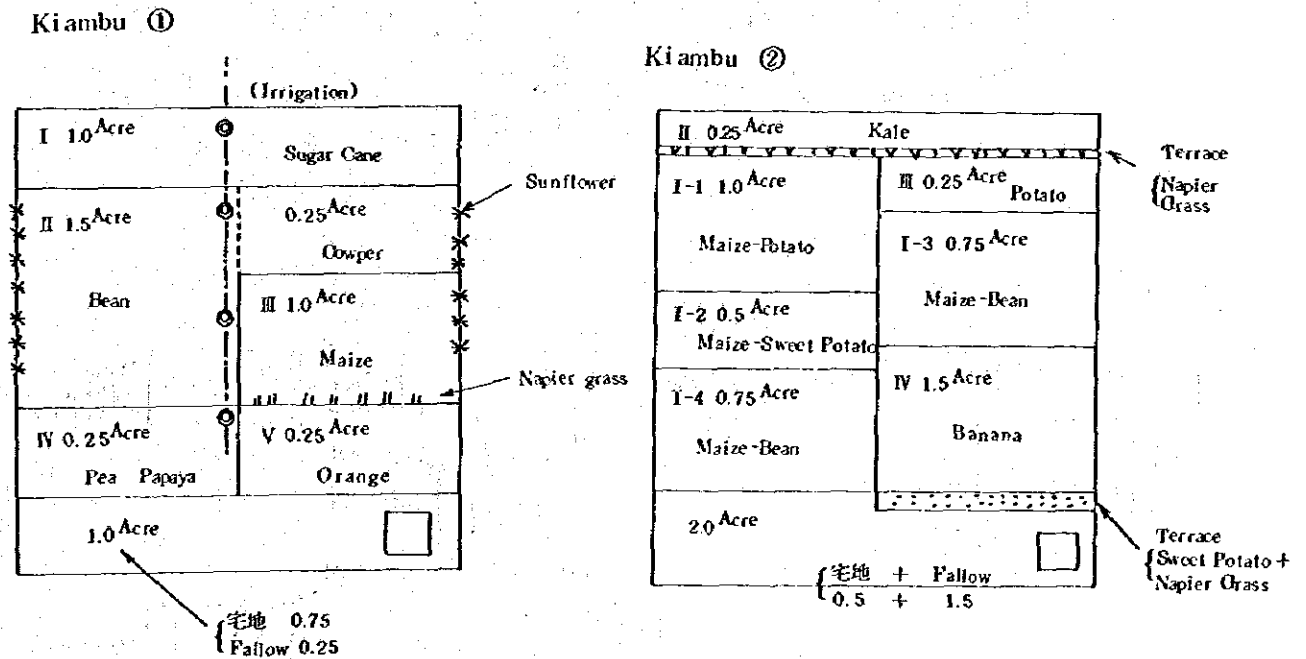 Kiambu ①
(Irrigation)
I 1.0 Acre
Sugar Cane
Sunflower
II 1.5 Acre
0.25 Acre
Cowper
Bean
III 1.0 Acre
Maize
Napier grass
IV 0.25 Acre
Pea Papaya
V 0.25 Acre
Orange
1.0 Acre
宅地 0.75
Fallow 0.25
Kiambu ②
II 0.25 Acre Kale
Terrace
Napier
Grass
I-1 1.0 Acre
Maize-Potato
III 0.25 Acre
Potato
I-3 0.75 Acre
Maize-Bean
I-2 0.5 Acre
Maize-Sweet Potato
I-4 0.75 Acre
Maize-Bean
IV 1.5 Acre
Banana
2.0 Acre
宅地 + Fallow
0.5 + 1.5
Terrace
Sweet Potato +
Napier Grass